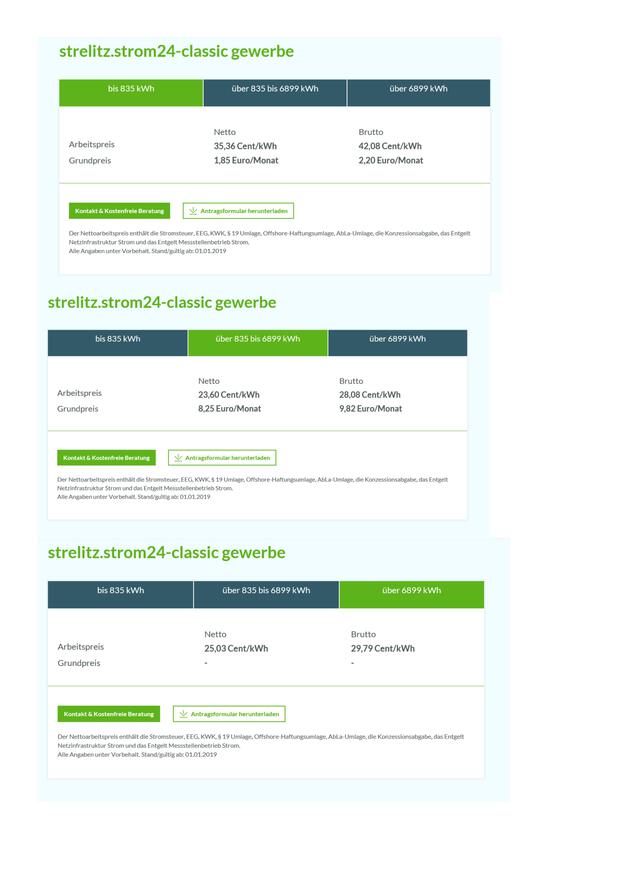 strelitz.strom24-classic gewerbe
bis 835 kWh über 835 bis 6899 kWh über 6899 kWh
Netto Brutto
Arbeitspreis 35,36 Cent/kWh 42,08 Cent/kWh
Grundpreis 1,85 Euro/Monat 2,20 Euro/Monat
Kontakt & Kostenfreie Beratung Antragsformular herunterladen
Der Nettoarbeitspreis enthält die Stromsteuer, EEG, KWK, § 19 Umlage, Offshore-Haftungsumlage, AbLa-Umlage, die Konzessionsabgabe, das Entgelt
Netzinfrastruktur Strom und das Entgelt Messstellenbetrieb Strom.
Alle Angaben unter Vorbehalt. Stand/gültig ab: 01.01.2019
strelitz.strom24-classic gewerbe
bis 835 kWh über 835 bis 6899 kWh über 6899 kWh
Netto Brutto
Arbeitspreis 23,60 Cent/kWh 28,08 Cent/kWh
Grundpreis 8,25 Euro/Monat 9,82 Euro/Monat
Kontakt & Kostenfreie Beratung Antragsformular herunterladen
Der Nettoarbeitspreis enthält die Stromsteuer, EEG, KWK, § 19 Umlage, Offshore-Haftungsumlage, AbLa-Umlage, die Konzessionsabgabe, das Entgelt
Netzinfrastruktur Strom und das Entgelt Messstellenbetrieb Strom.
Alle Angaben unter Vorbehalt. Stand/gültig ab: 01.01.2019
strelitz.strom24-classic gewerbe
bis 835 kWh über 835 bis 6899 kWh über 6899 kWh
Netto Brutto
Arbeitspreis 25,03 Cent/kWh 29,79 Cent/kWh
Grundpreis - -
Kontakt & Kostenfreie Beratung Antragsformular herunterladen
Der Nettoarbeitspreis enthält die Stromsteuer, EEG, KWK, § 19 Umlage, Offshore-Haftungsumlage, AbLa-Umlage, die Konzessionsabgabe, das Entgelt
Netzinfrastruktur Strom und das Entgelt Messstellenbetrieb Strom.
Alle Angaben unter Vorbehalt. Stand/gültig ab: 01.01.2019